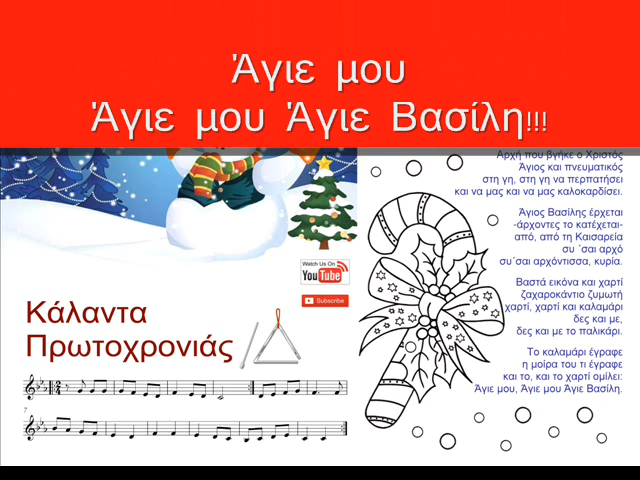 Άγιε μου
Άγιε μου Άγιε Βασίλη!!!
Αρχή που βγήκε ο Χριστός
Άγιος και πνευματικός
στη γη, στη γη να περπατήσει
και να μας και να μας καλοκαρδίσει.
Άγιος Βασίλης έρχεται
-άρχοντες το κατέχεται-
από, από τη Καισαρεία
συ ΄σαι αρχό
συ΄σαι αρχόντισσα, κυρία.
Βαστά εικόνα και χαρτί
ζαχαροκάντιο ζυμωτή
χαρτί, χαρτί και καλαμάρι
δες και με,
δες και με το παλικάρι.
Το καλαμάρι έγραφε
η μοίρα του τι έγραφε
και το, και το χαρτί ομίλει:
Άγιε μου, Άγιε μου Άγιε Βασίλη.
Watch Us On
YouTube
Subscribe
Κάλαντα
Πρωτοχρονιάς
2
4
7